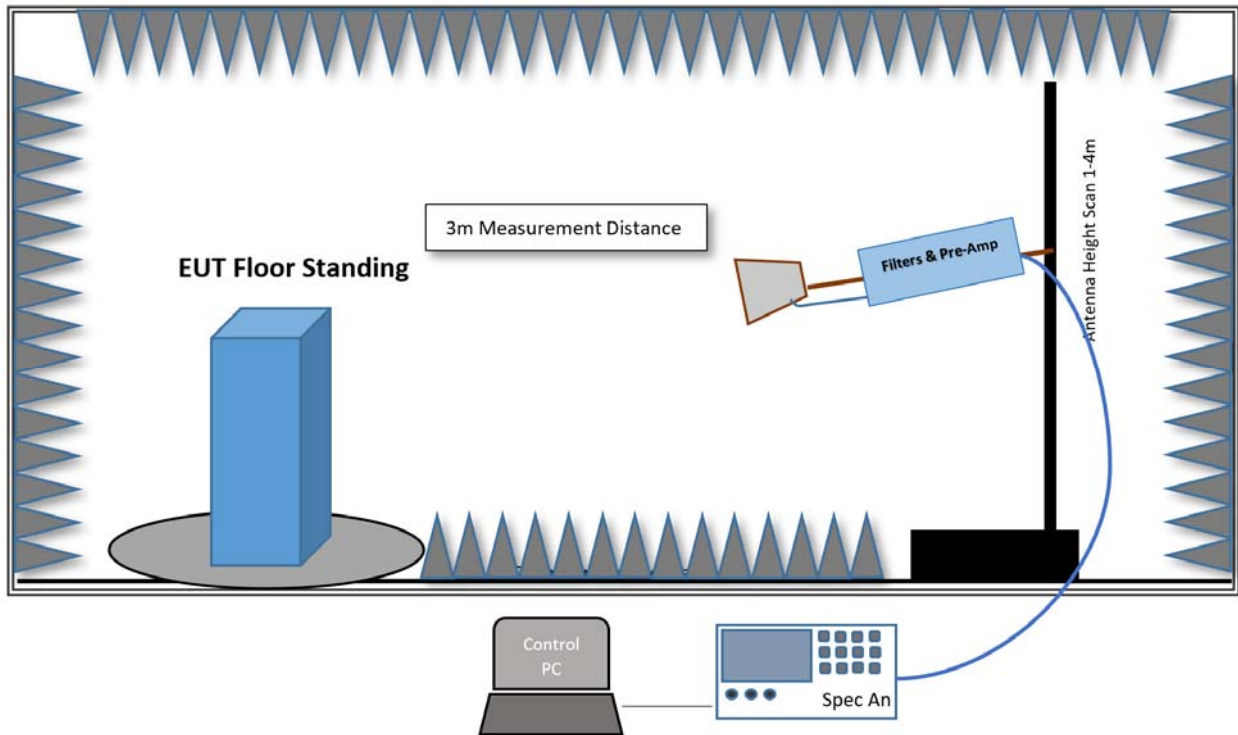 3m Measurement Distance
EUT Floor Standing
Filters & Pre-Amp
Antenna Height Scan 1-4m
Control
PC
Spec An